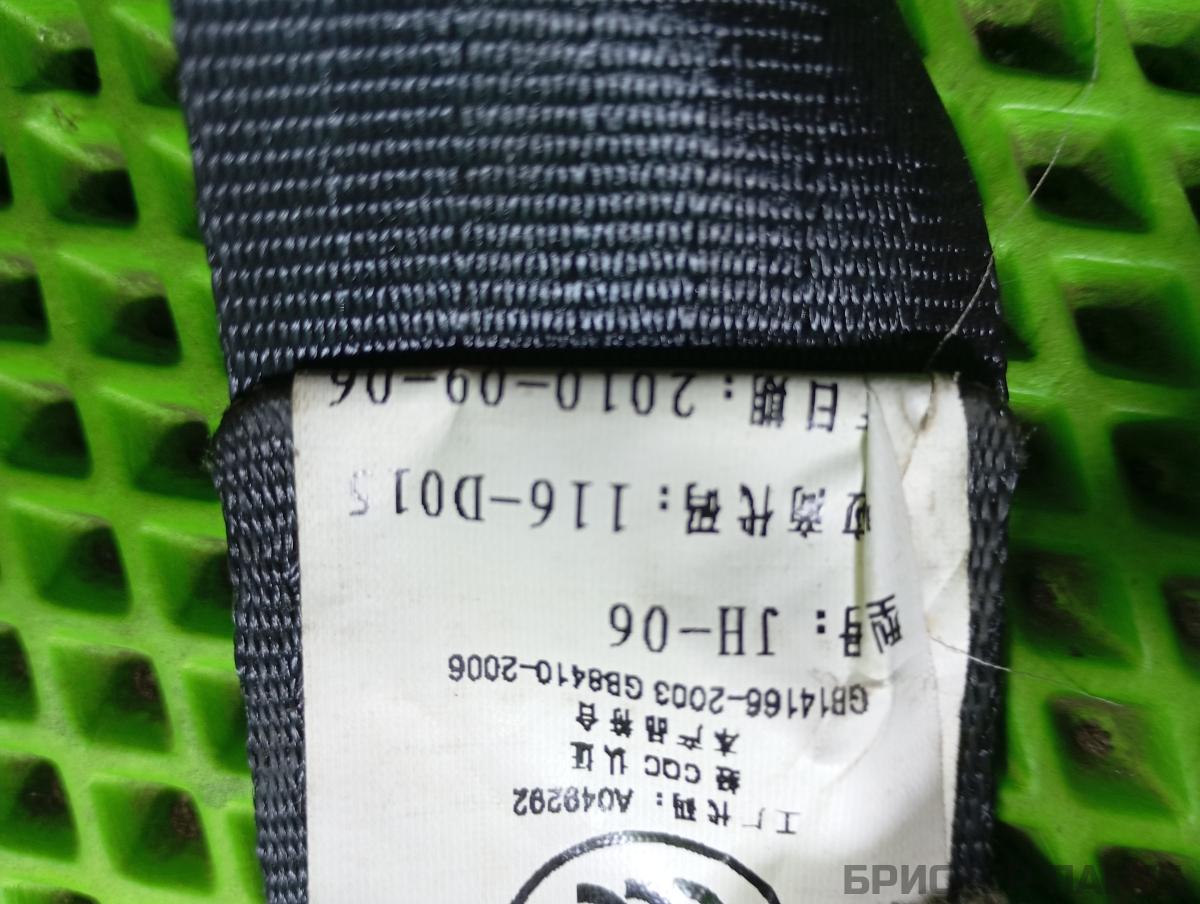 工厂代码：A049292
经 CQC 认证
本产品符合
GB14166-2003 GB8410-2006
型号：JH-06
应商代码：116-D015
日期：2010-09-06